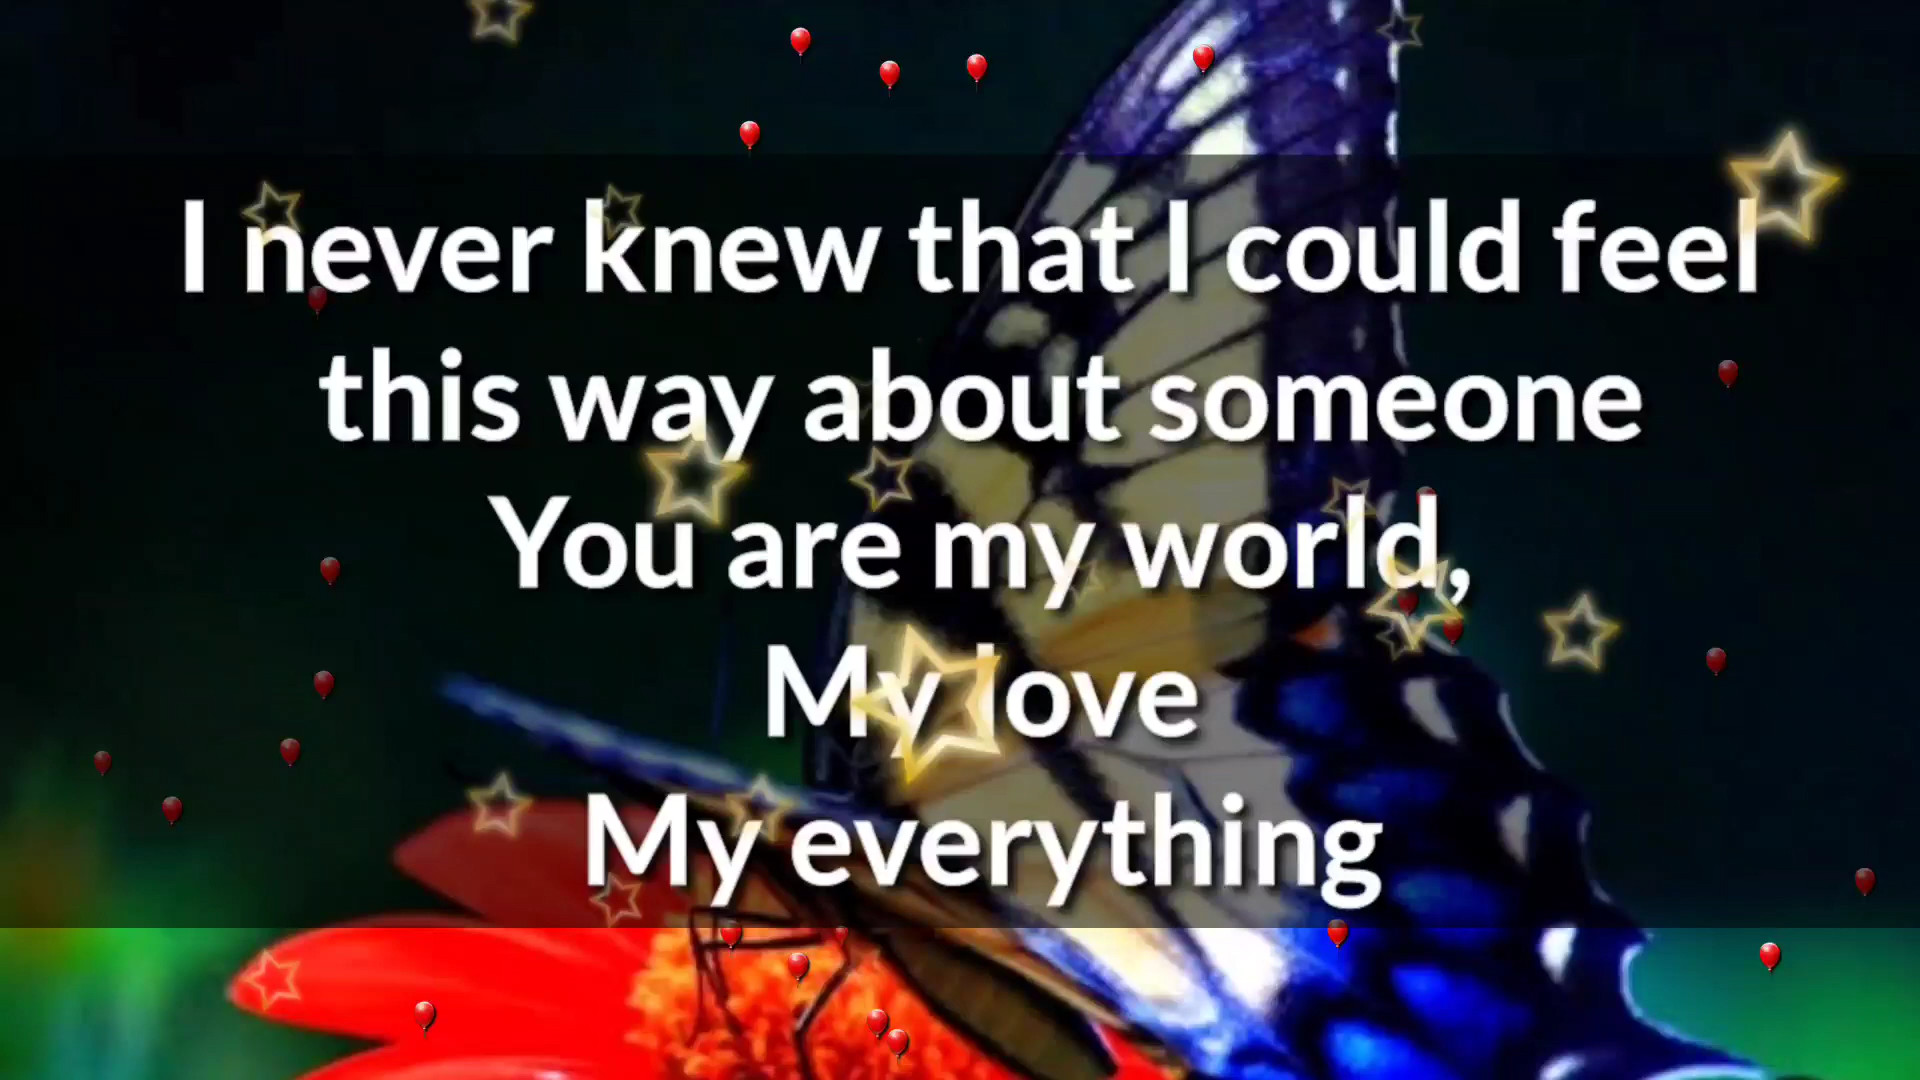 I never knew that I could feel
this way about someone
You are my world,
My love
My everything